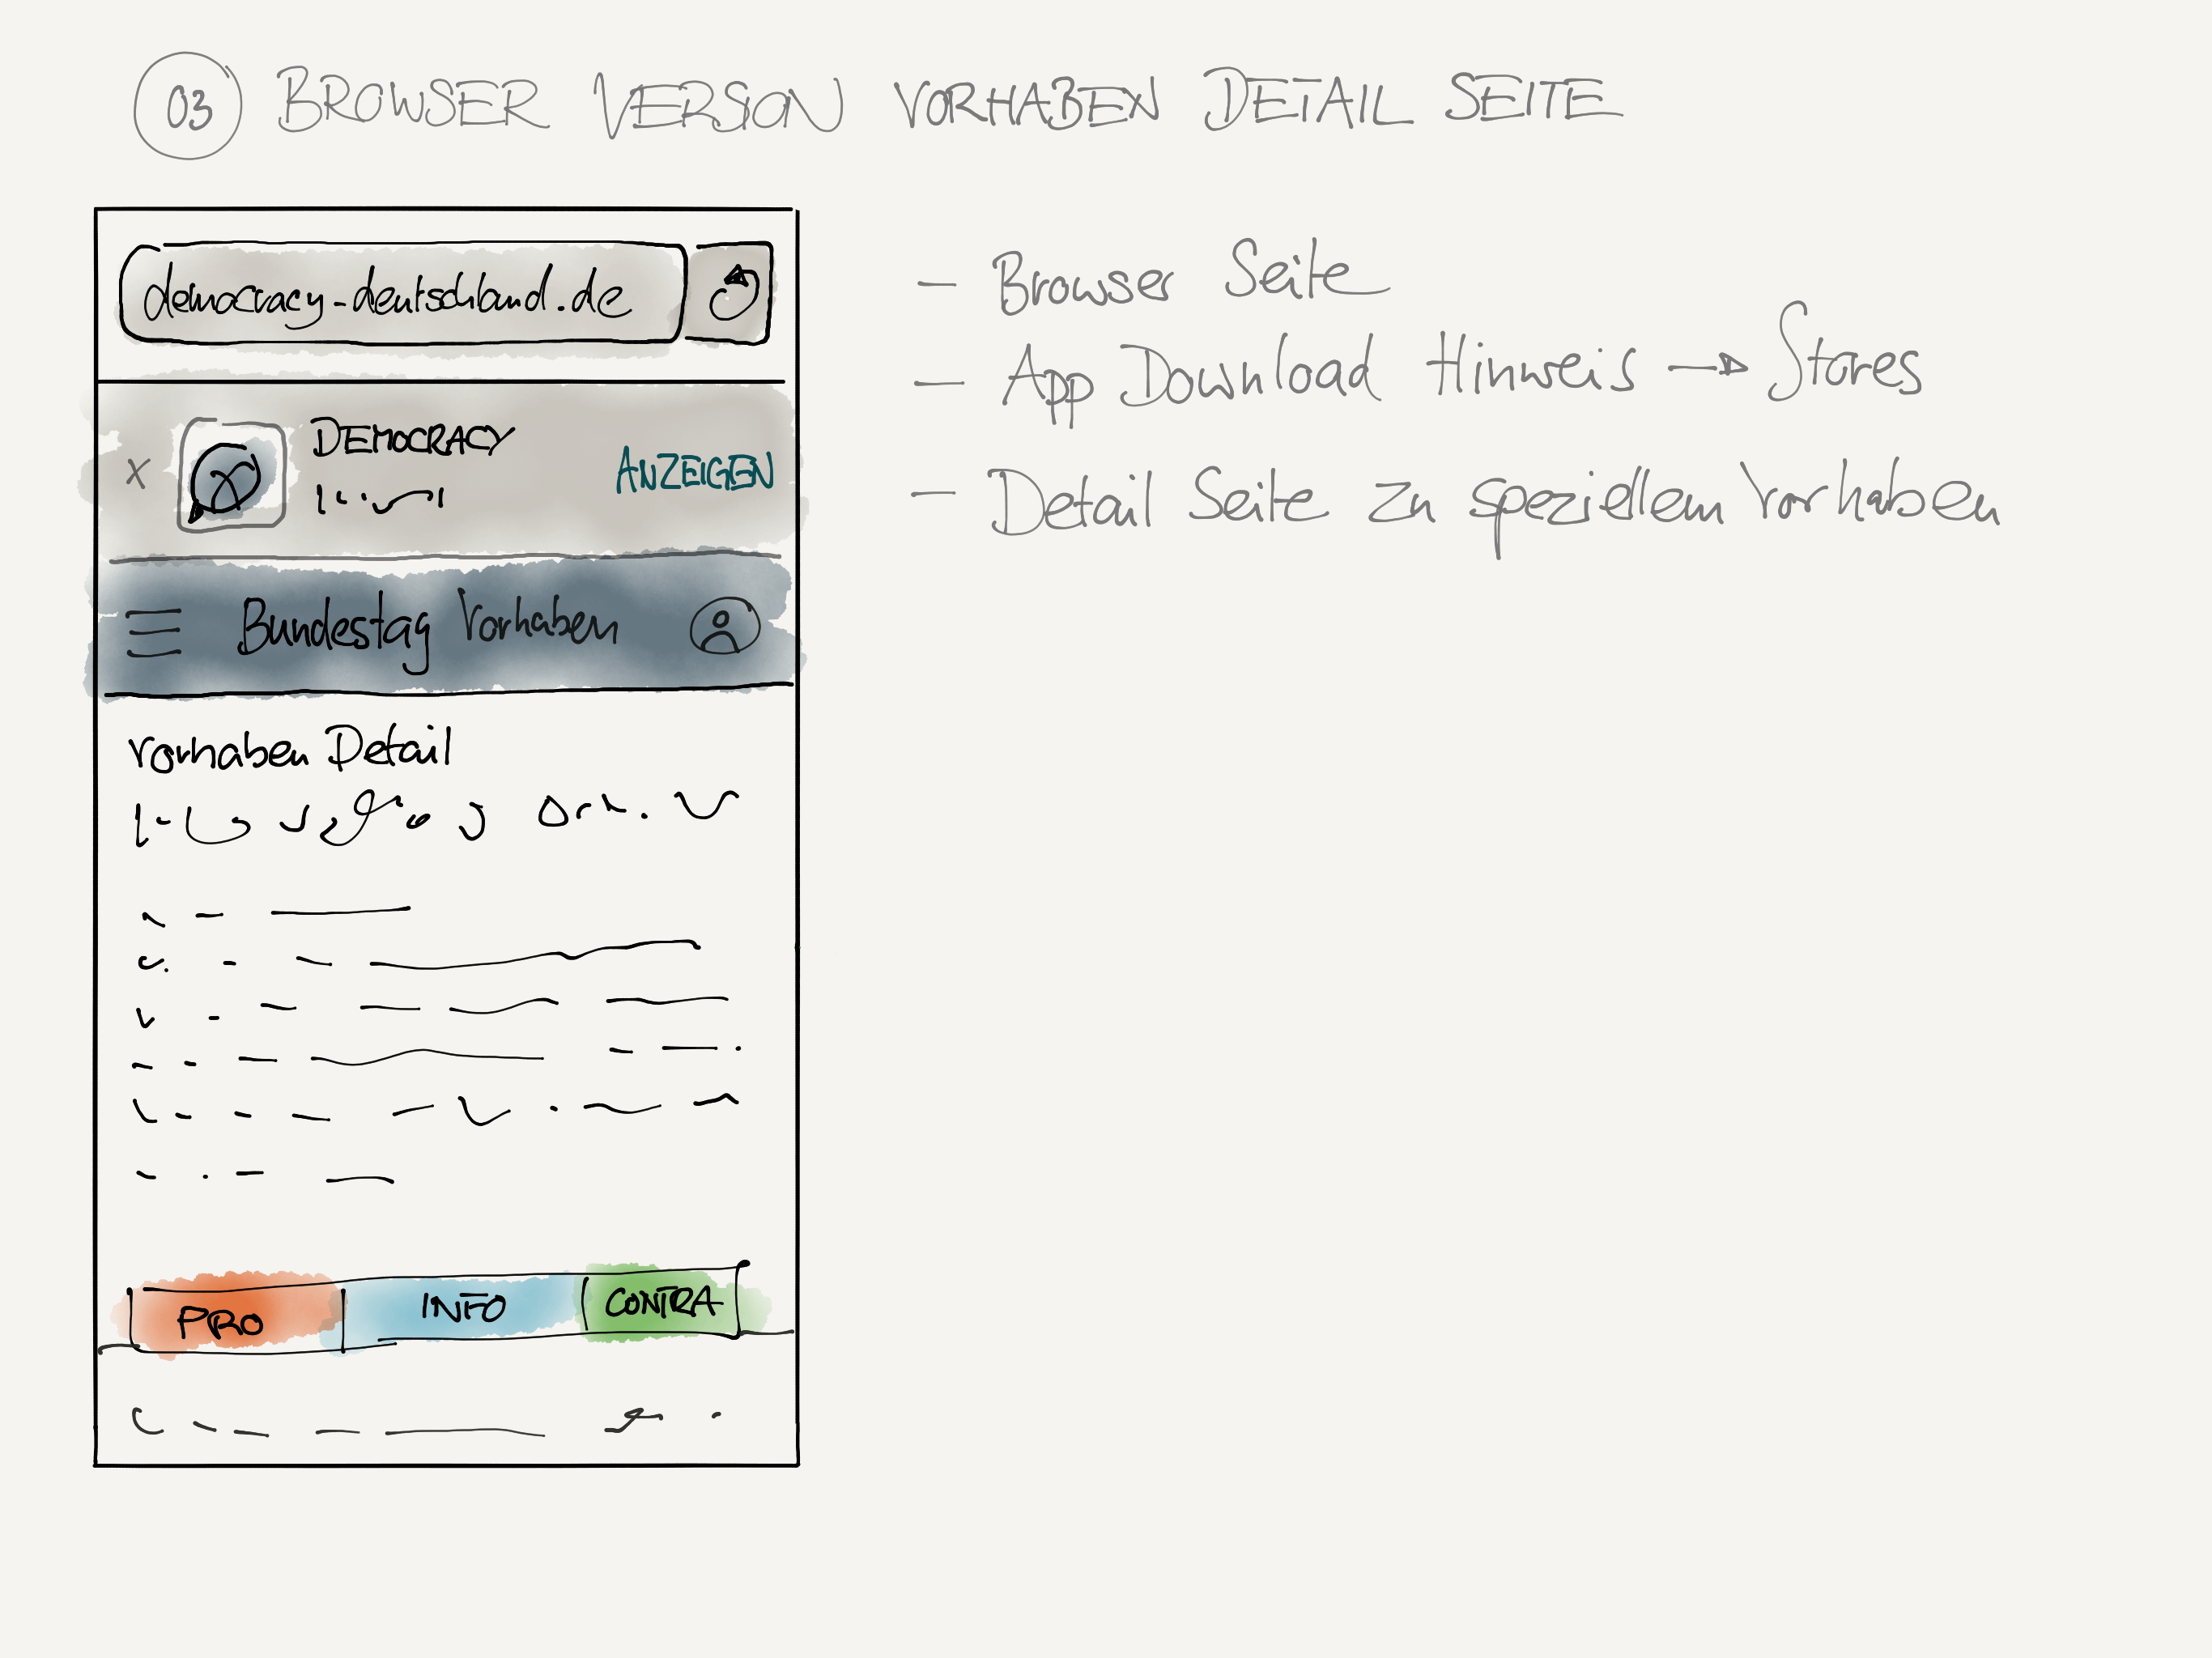 03 BROWSER VERSION VORHABEN DETAIL SEITE
democracy-deutschland.de
X DEMOCRACY ANZEIGEN
Bundestag Vorhaben
Vorhaben Detail
PRO INFO CONTRA
- Browser Seite
- App Download Hinweis → Stores
- Detail Seite zu speziellem Vorhaben